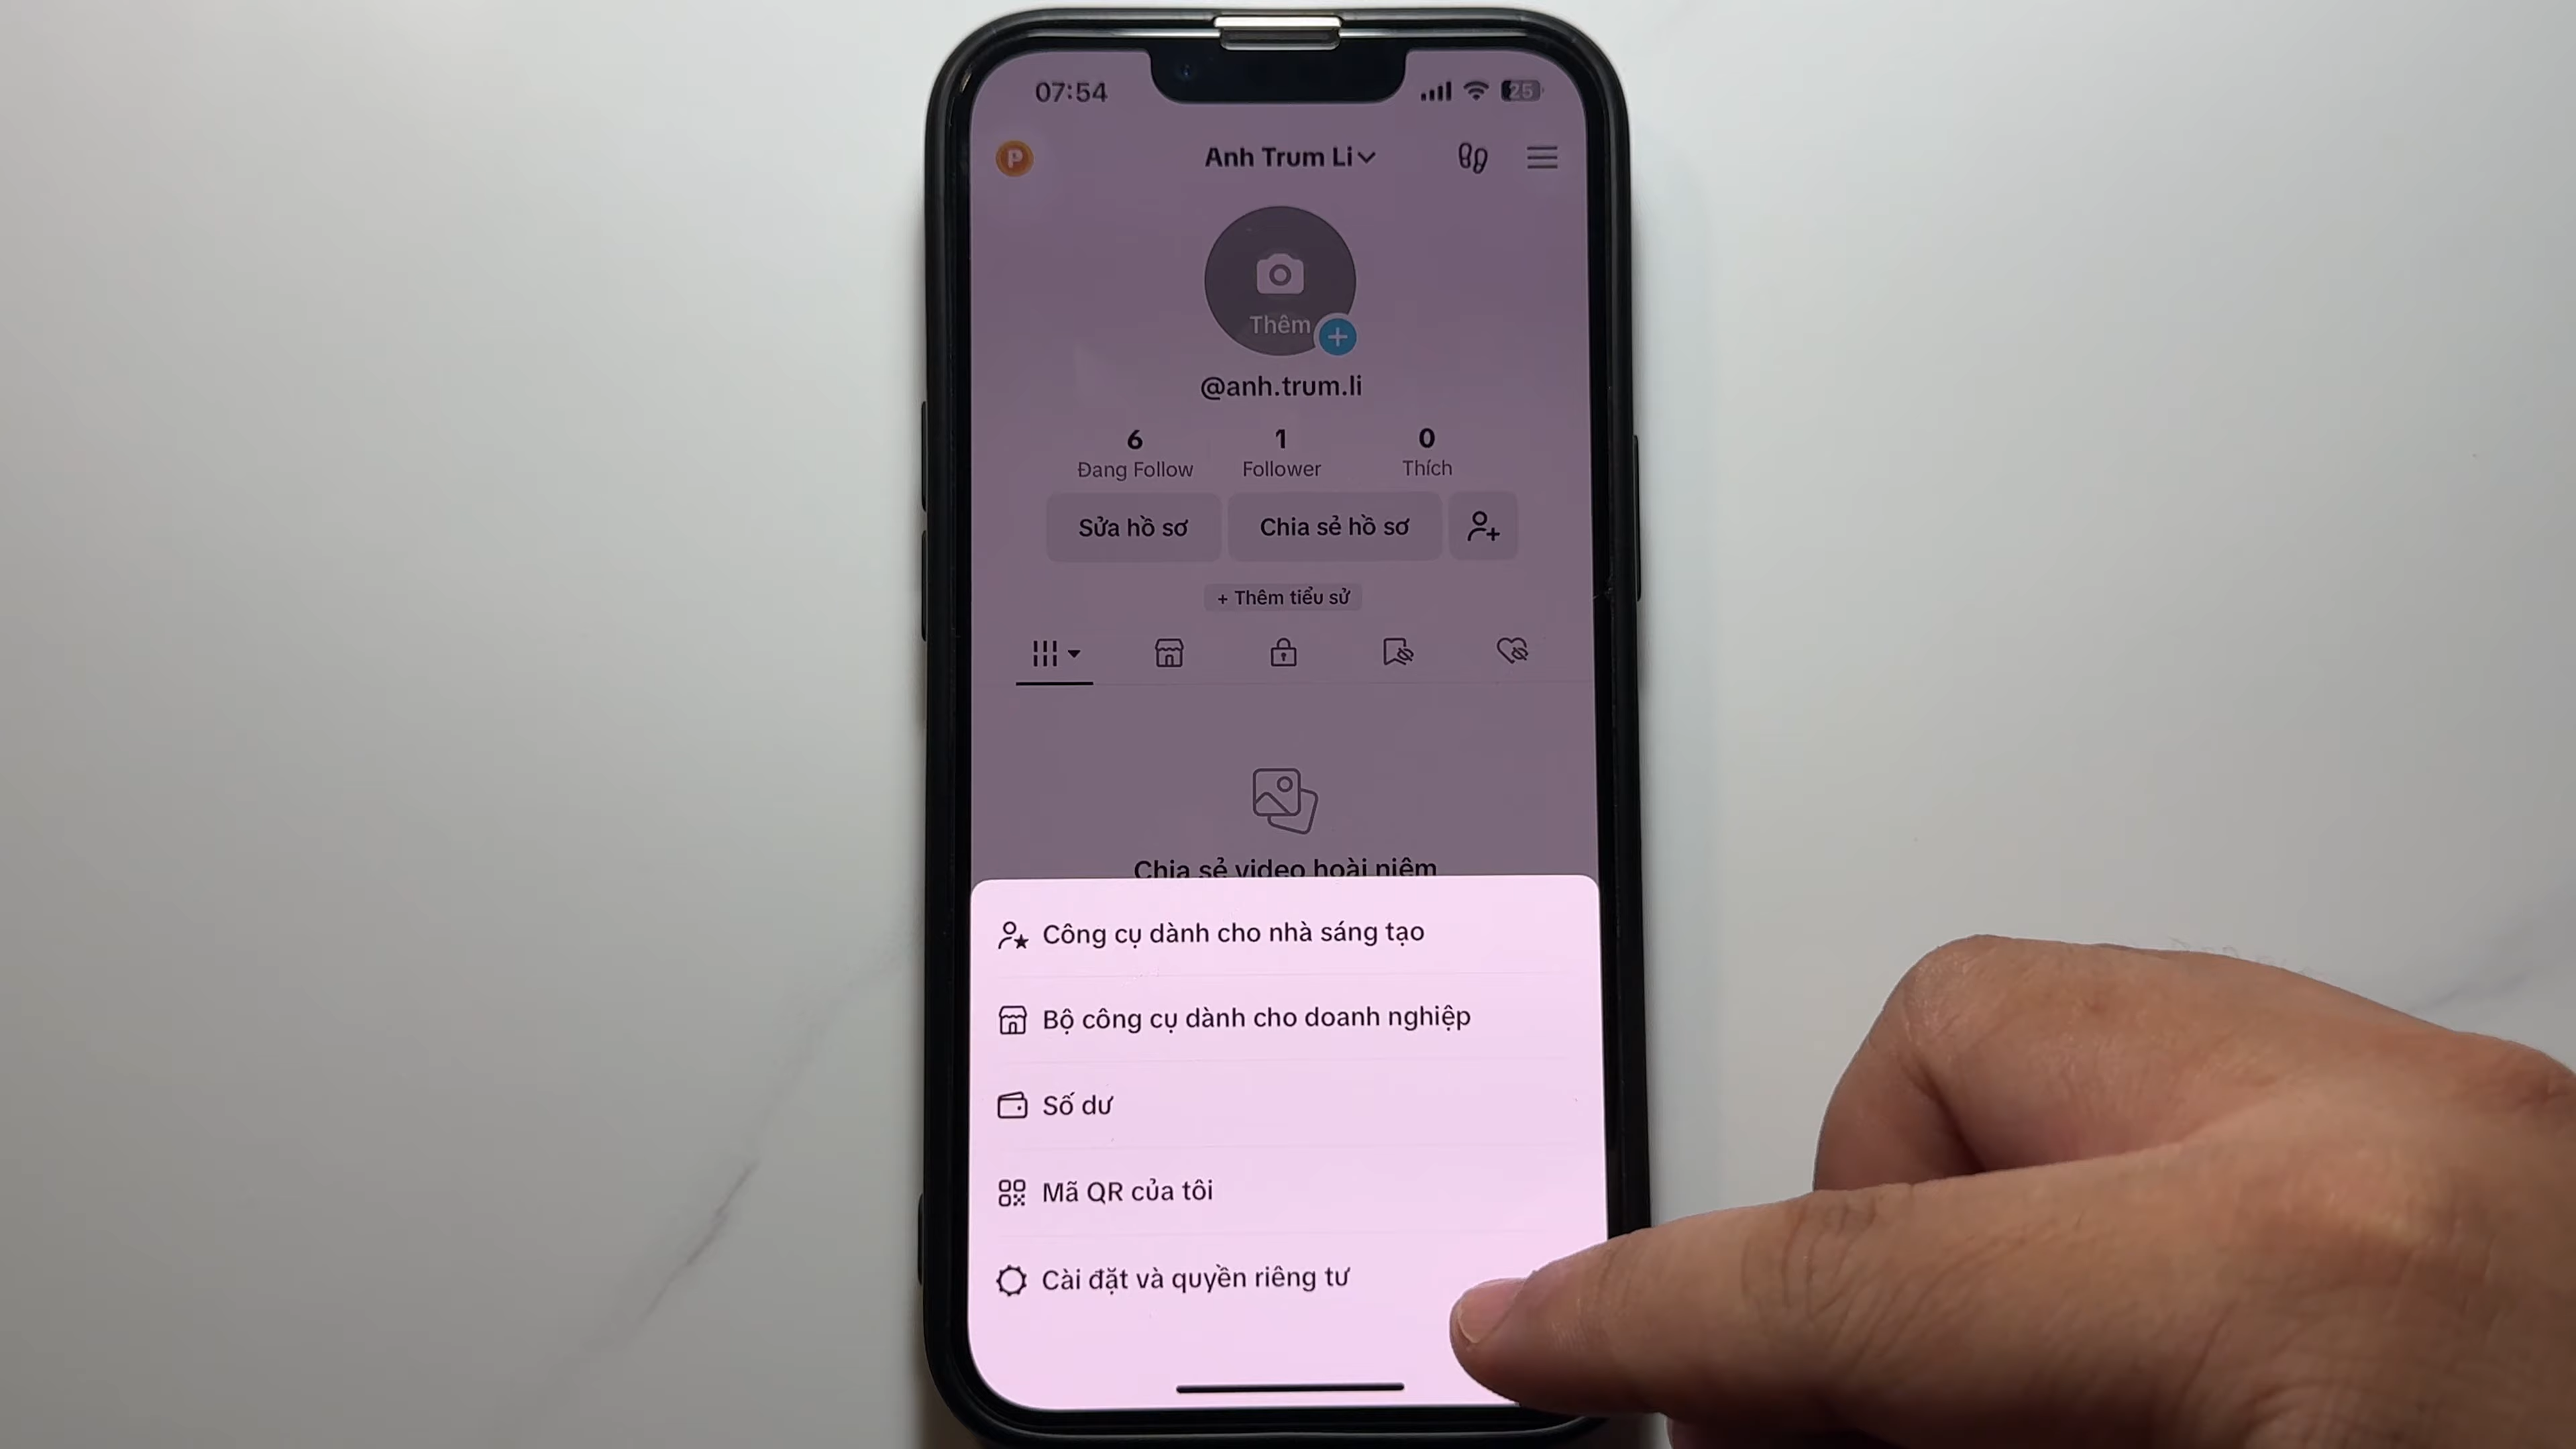 07:54
25
P
Anh Trum Li
Thêm
@anh.trum.li
6
1
0
Đang Follow
Follower
Thích
Sửa hồ sơ
Chia sẻ hồ sơ
+ Thêm tiểu sử
Chia sẻ video hoài niệm
Công cụ dành cho nhà sáng tạo
Bộ công cụ dành cho doanh nghiệp
Số dư
Mã QR của tôi
Cài đặt và quyền riêng tư